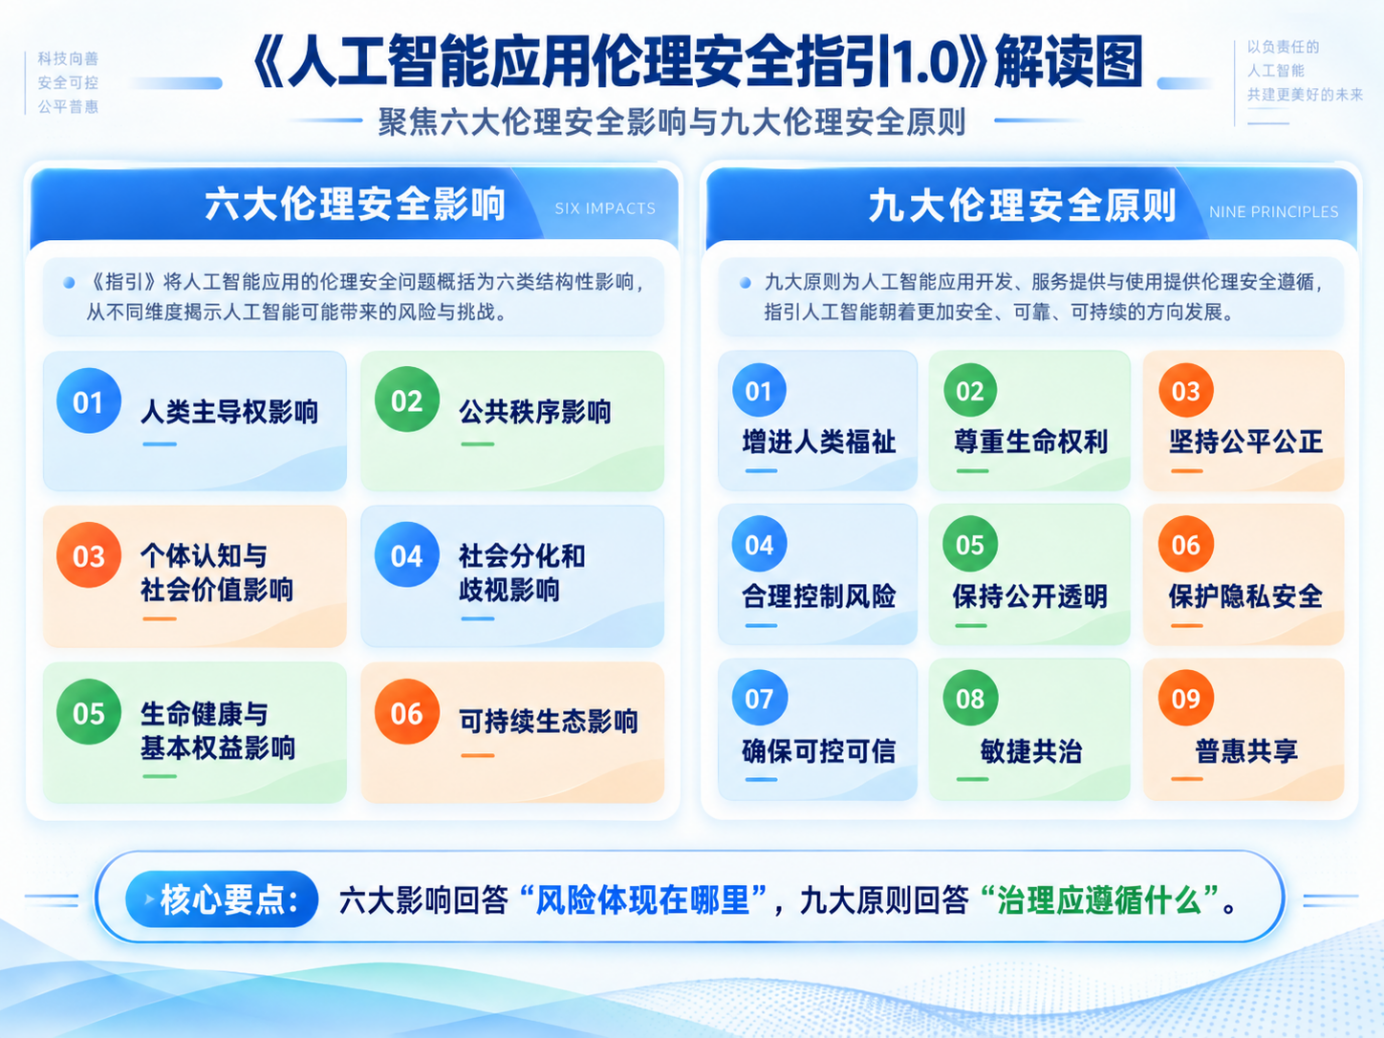 科技向善
安全可控
公平普惠
《人工智能应用伦理安全指引1.0》解读图
聚焦六大伦理安全影响与九大伦理安全原则
以负责任的
人工智能
共建更美好的未来
六大伦理安全影响
SIX IMPACTS
《指引》将人工智能应用的伦理安全问题概括为六类结构性影响，
从不同维度揭示人工智能可能带来的风险与挑战。
01
人类主导权影响
02
公共秩序影响
03
个体认知与
社会价值影响
04
社会分化和
歧视影响
05
生命健康与
基本权益影响
06
可持续生态影响
九大伦理安全原则
NINE PRINCIPLES
九大原则为人工智能应用开发、服务提供与使用提供伦理安全遵循，
指引人工智能朝着更加安全、可靠、可持续的方向发展。
01
增进人类福祉
02
尊重生命权利
03
坚持公平公正
04
合理控制风险
05
保持公开透明
06
保护隐私安全
07
确保可控可信
08
敏捷共治
09
普惠共享
核心要点：
六大影响回答“风险体现在哪里”，九大原则回答“治理应遵循什么”。